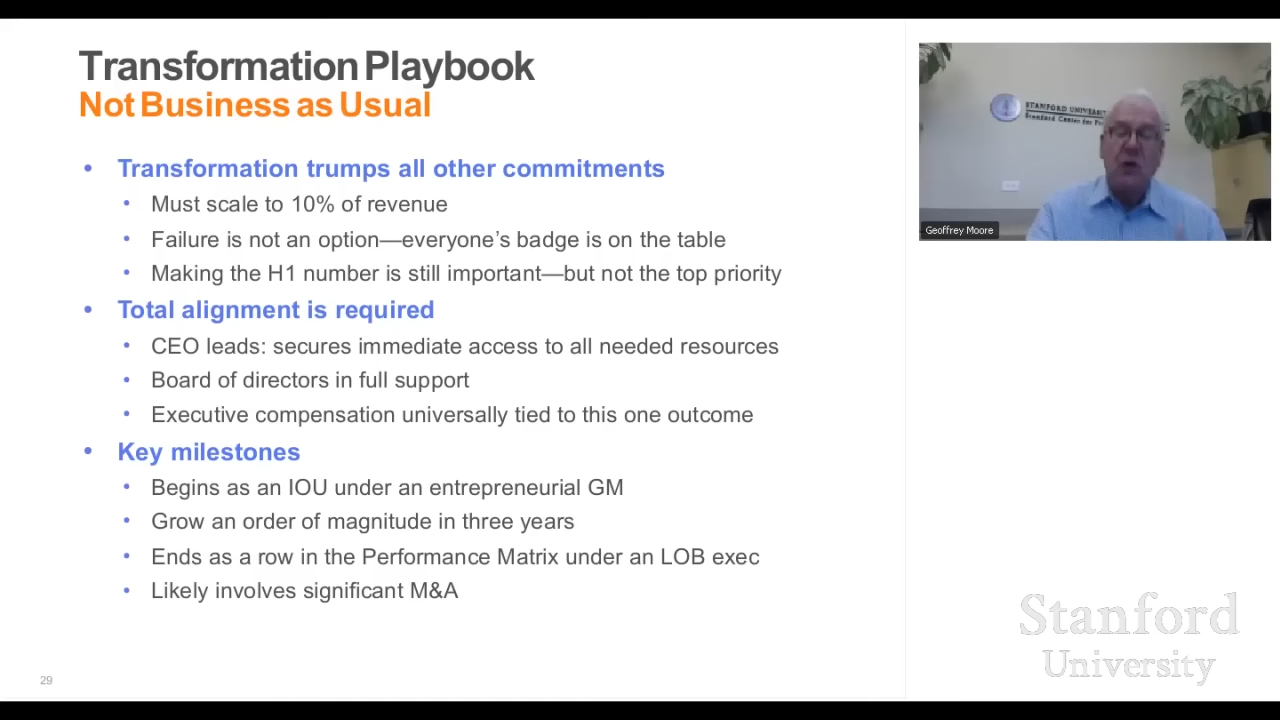 Transformation Playbook
Not Business as Usual
• Transformation trumps all other commitments
• Must scale to 10% of revenue
• Failure is not an option—everyone’s badge is on the table
• Making the H1 number is still important—but not the top priority
• Total alignment is required
• CEO leads: secures immediate access to all needed resources
• Board of directors in full support
• Executive compensation universally tied to this one outcome
• Key milestones
• Begins as an IOU under an entrepreneurial GM
• Grow an order of magnitude in three years
• Ends as a row in the Performance Matrix under an LOB exec
• Likely involves significant M&A
29
STANFORD UNIVERSITY
Stanford Center for
Geoffrey Moore
Stanford
University